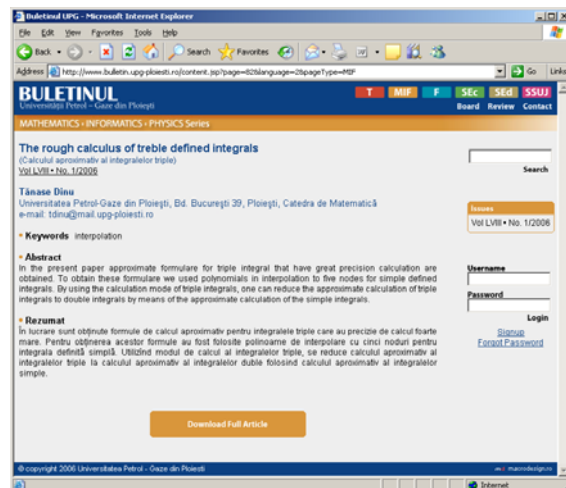 Buletinul UPG - Microsoft Internet Explorer
File Edit View Favorites Tools Help
Back Search Favorites
Address http://www.bulletin.upg-ploiesti.ro/content.jsp?page=82&language=2&pageType=MIF Go Links
BULETINUL T MIF F SEc SEd SSUJ
Universităţii Petrol – Gaze din Ploieşti Board Review Contact
MATHEMATICS • INFORMATICS • PHYSICS Series
The rough calculus of treble defined integrals
(Calculul aproximativ al integralelor triple)
Vol LVIII • No. 1/2006
Search
Tănase Dinu
Universitatea Petrol-Gaze din Ploieşti, Bd. Bucureşti 39, Ploieşti, Catedra de Matematică
e-mail: tdinu@mail.upg-ploiesti.ro
Issues
Vol LVIII • No. 1/2006
• Keywords interpolation
• Abstract
In the present paper approximate formulare for triple integral that have great precision calculation are
obtained. To obtain these formulare we used polynomials in interpolation to five nodes for simple defined
integrals. By using the calculation mode of triple integrals, one can reduce the approximate calculation of triple
integrals to double integrals by means of the approximate calculation of the simple integrals.
Username
Password
Login
Signup
Forgot Password
• Rezumat
În lucrare sunt obţinute formule de calcul aproximativ pentru integralele triple care au precizie de calcul foarte
mare. Pentru obţinerea acestor formule au fost folosite polinoame de interpolare cu cinci noduri pentru
integrala definită simplă. Utilizînd modul de calcul al integralelor triple, se reduce calculul aproximativ al
integralelor triple la calculul aproximativ al integralelor duble folosind calculul aproximativ al integralelor
simple.
Download Full Article
© copyright 2006 Universitatea Petrol - Gaze din Ploiesti macrodesign.ro
Internet